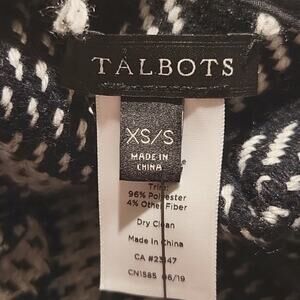 TALBOTS
XS/S
MADE IN
CHINA
Trim:
96% Polyester
4% Other Fiber
Dry Clean
Made In China
CA #23147
CN1585 06/19